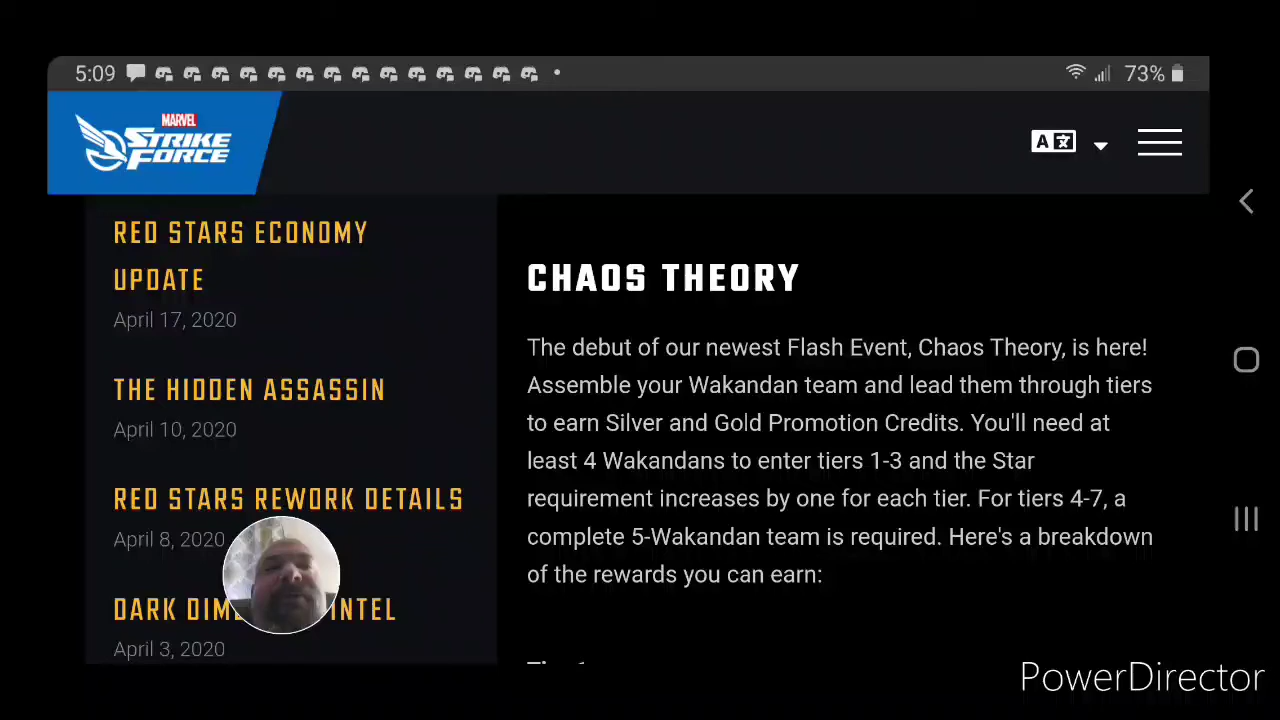 5:09
73%
MARVEL
STRIKE
FORCE
A文
RED STARS ECONOMY
UPDATE
April 17, 2020
THE HIDDEN ASSASSIN
April 10, 2020
RED STARS REWORK DETAILS
April 8, 2020
DARK INTEL
April 3, 2020
CHAOS THEORY
The debut of our newest Flash Event, Chaos Theory, is here!
Assemble your Wakandan team and lead them through tiers
to earn Silver and Gold Promotion Credits. You'll need at
least 4 Wakandans to enter tiers 1-3 and the Star
requirement increases by one for each tier. For tiers 4-7, a
complete 5-Wakandan team is required. Here's a breakdown
of the rewards you can earn:
PowerDirector